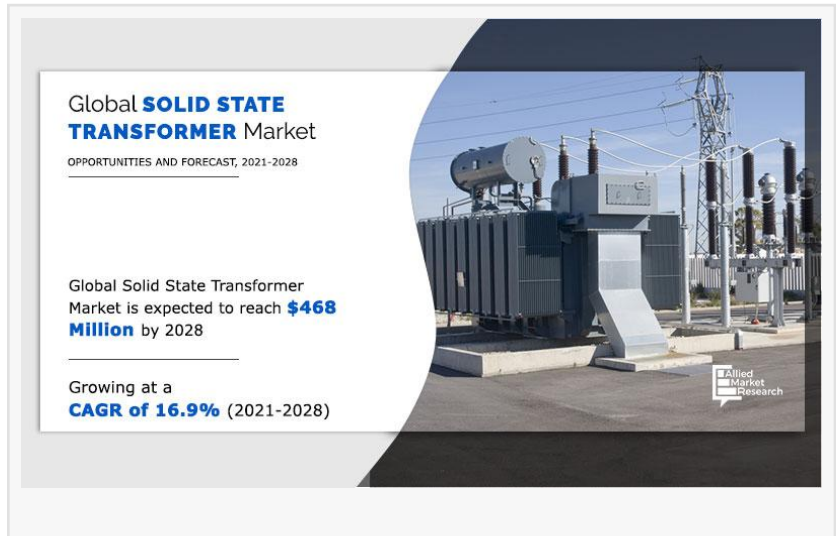 Global SOLID STATE
TRANSFORMER Market
OPPORTUNITIES AND FORECAST, 2021-2028
Global Solid State Transformer
Market is expected to reach $468
Million by 2028
Growing at a
CAGR of 16.9% (2021-2028)
Allied
Market
Research